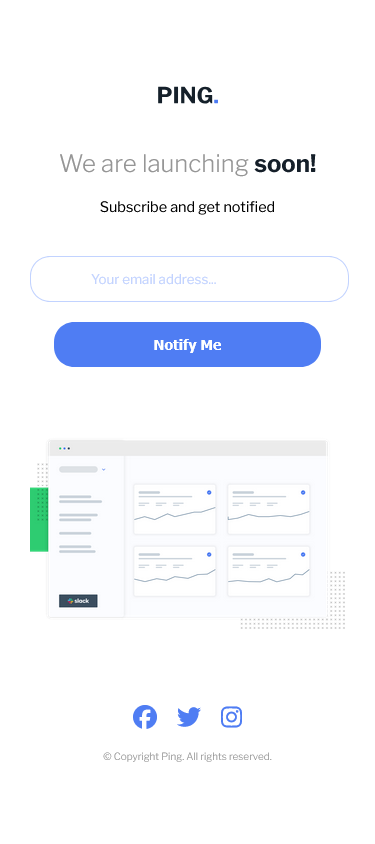 PING.
We are launching soon!
Subscribe and get notified
Your email address...
Notify Me
slack
© Copyright Ping. All rights reserved.